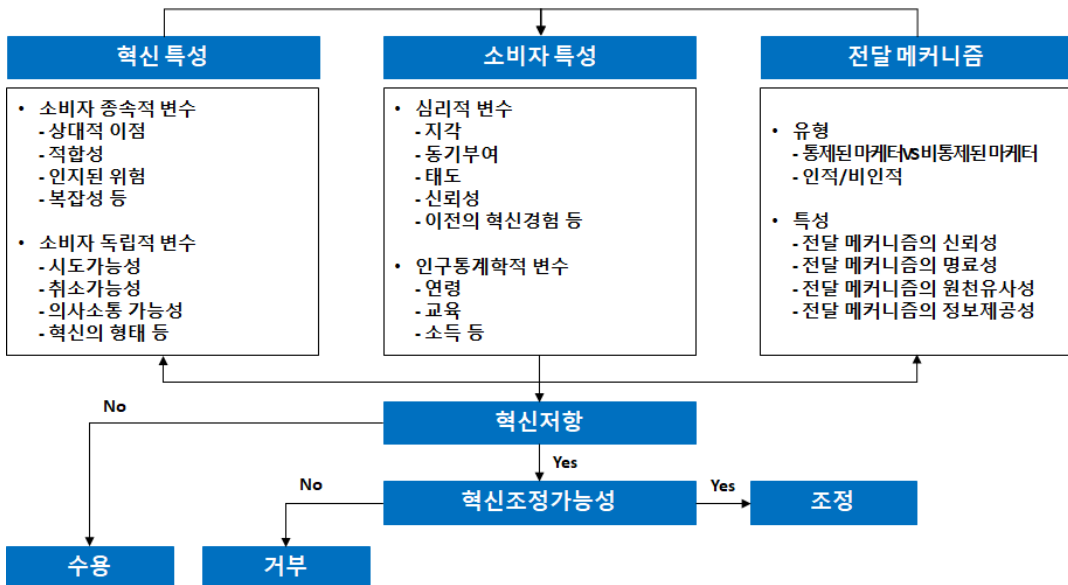 혁신 특성
• 소비자 종속적 변수
- 상대적 이점
- 적합성
- 인지된 위험
- 복잡성 등
• 소비자 독립적 변수
- 시도가능성
- 취소가능성
- 의사소통 가능성
- 혁신의 형태 등
소비자 특성
• 심리적 변수
- 지각
- 동기부여
- 태도
- 신뢰성
- 이전의 혁신경험 등
• 인구통계학적 변수
- 연령
- 교육
- 소득 등
전달 메커니즘
• 유형
- 통제된마케터VS비통제된마케터
- 인적/비인적
• 특성
- 전달 메커니즘의 신뢰성
- 전달 메커니즘의 명료성
- 전달 메커니즘의 원천유사성
- 전달 메커니즘의 정보제공성
No
혁신저항
Yes
No
혁신조정가능성
Yes
조정
수용
거부